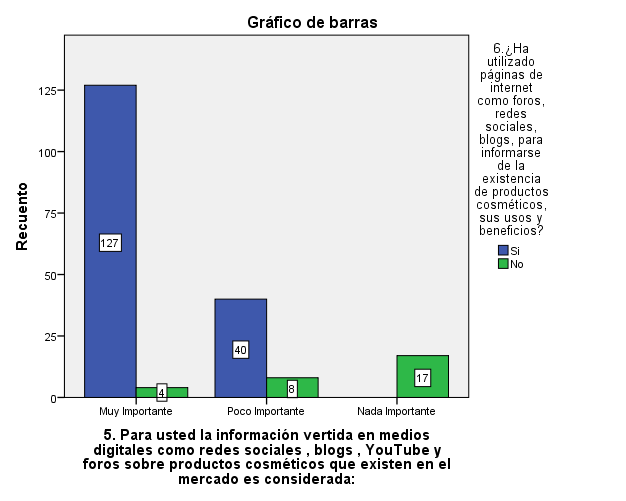 Gráfico de barras
Recuento
125
100
75
50
25
0
127
4
40
8
17
Muy Importante
Poco Importante
Nada Importante
5. Para usted la información vertida en medios
digitales como redes sociales , blogs , YouTube y
foros sobre productos cosméticos que existen en el
mercado es considerada:
6.¿Ha
utilizado
páginas de
internet
como foros,
redes
sociales,
blogs, para
informarse
de la
existencia
de productos
cosméticos,
sus usos y
beneficios?
Si
No